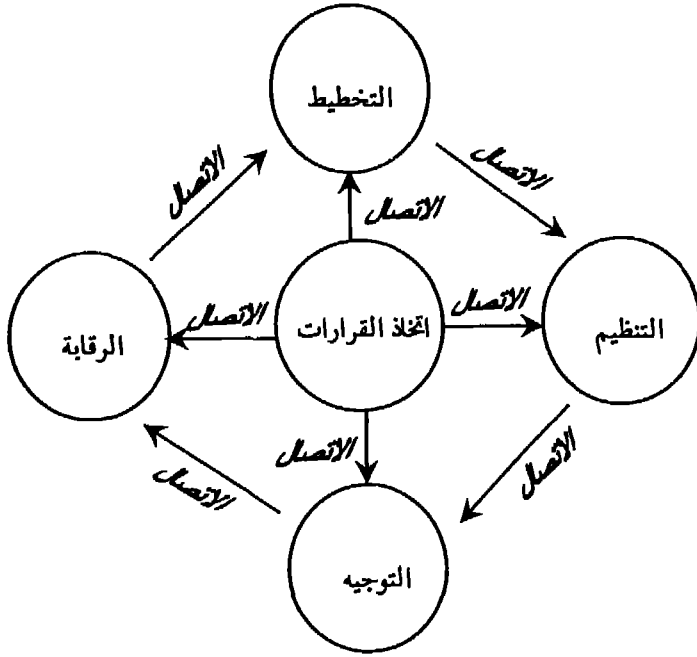 التخطيط
الاتصال
الاتصال
الاتصال
التنظيم
الاتصال
اتخاذ القرارات
الاتصال
الرقابة
الاتصال
الاتصال
الاتصال
التوجيه